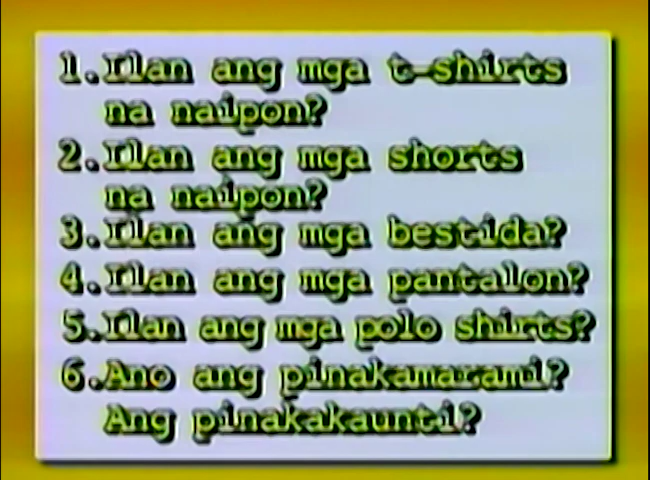 1.Ilan ang mga t-shirts
na naipon?
2.Ilan ang mga shorts
na naipon?
3.Ilan ang mga bestida?
4.Ilan ang mga pantalon?
5.Ilan ang mga polo shirts?
6.Ano ang pinakamarami?
Ang pinakakaunti?